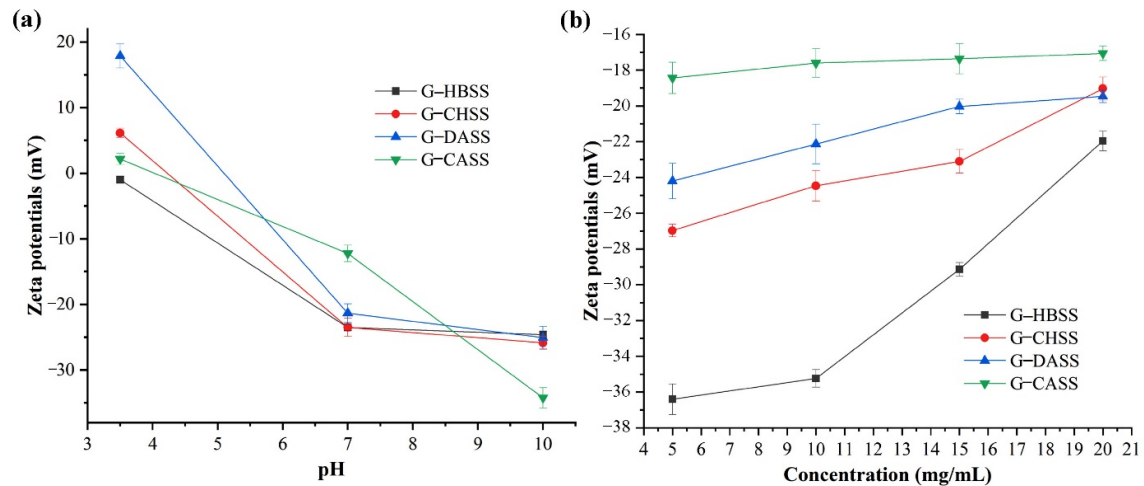 (a)
20
10
0
−10
−20
−30
Zeta potentials (mV)
3 4 5 6 7 8 9 10
pH
G−HBSS
G−CHSS
G−DASS
G−CASS
(b)
−16
−18
−20
−22
−24
−26
−28
−30
−32
−34
−36
−38
Zeta potentials (mV)
4 5 6 7 8 9 10 11 12 13 14 15 16 17 18 19 20 21
Concentration (mg/mL)
G−HBSS
G−CHSS
G−DASS
G−CASS